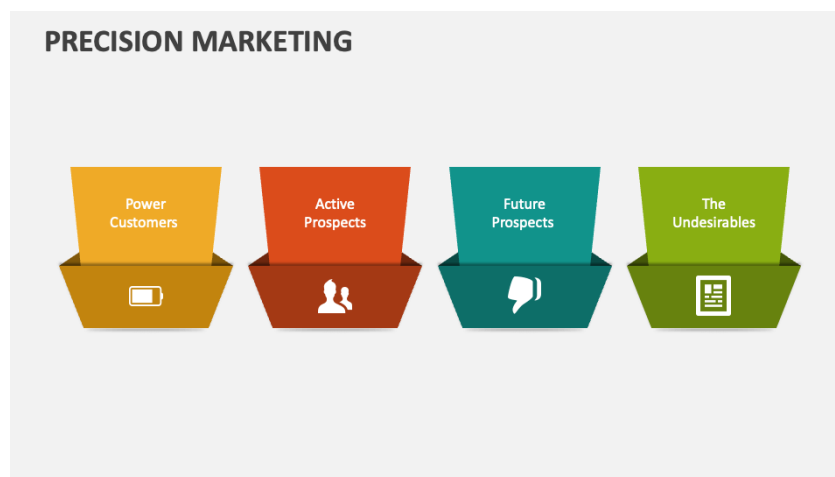 PRECISION MARKETING
Power
Customers
Active
Prospects
Future
Prospects
The
Undesirables